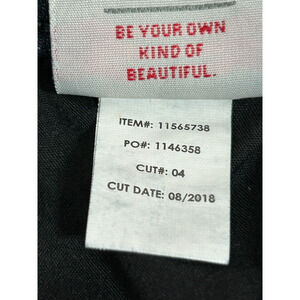 BE YOUR OWN
KIND OF
BEAUTIFUL.
ITEM#: 11565738
PO#: 1146358
CUT#: 04
CUT DATE: 08/2018